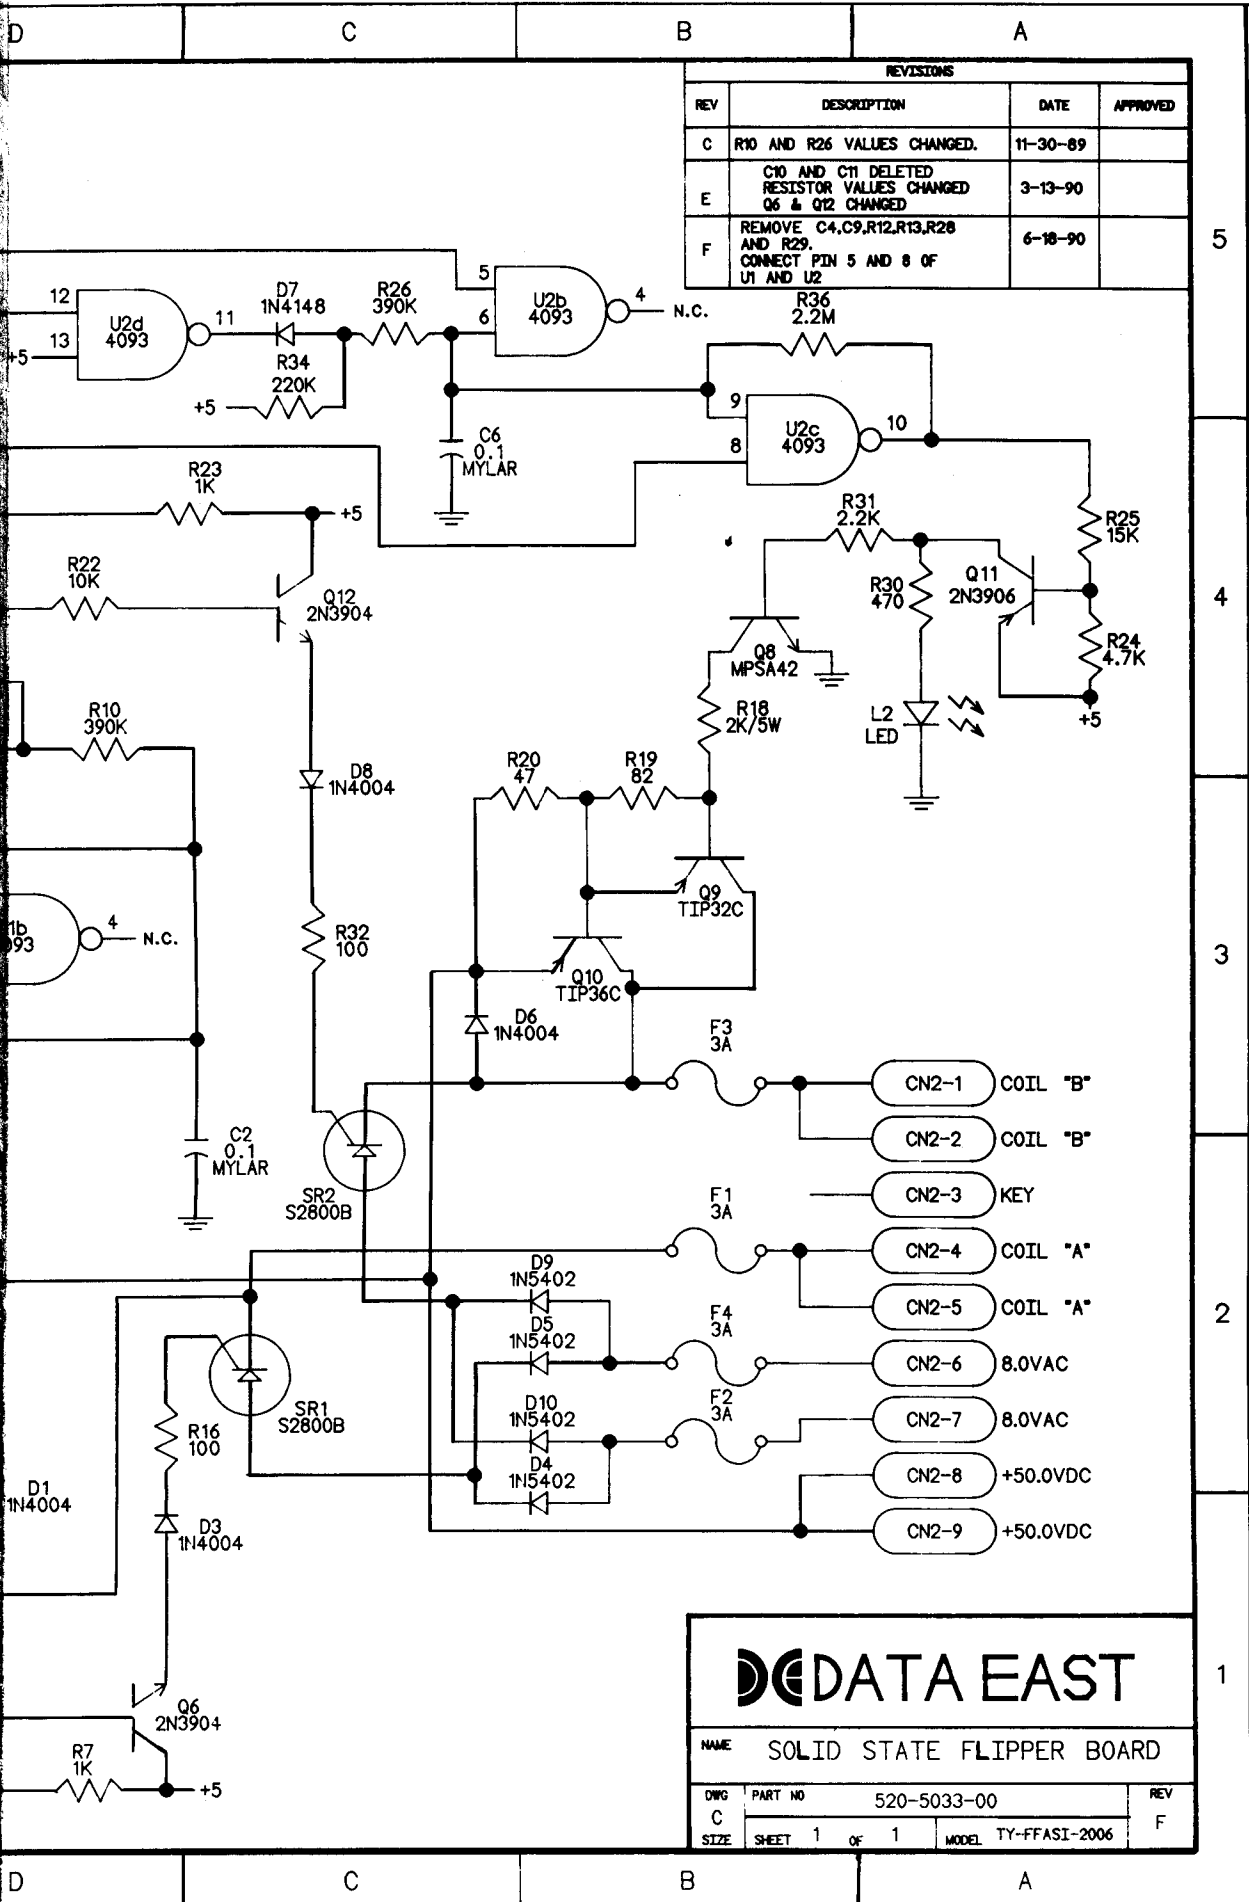 D C B A
REVISIONS
REV DESCRIPTION DATE APPROVED
C R10 AND R26 VALUES CHANGED. 11-30-89
C10 AND C11 DELETED
RESISTOR VALUES CHANGED
E Q6 & Q12 CHANGED 3-13-90
REMOVE C4,C9,R12,R13,R28
AND R29.
F CONNECT PIN 5 AND 8 OF 6-18-90
U1 AND U2
5
12
13
+5
U2d
4093
11
D7
1N4148
R26
390K
R34
220K
+5
5
6
U2b
4093
4
N.C.
R36
2.2M
9
8
U2c
4093
10
C6
0.1
MYLAR
R23
1K
+5
R22
10K
Q12
2N3904
R31
2.2K
R30
470
Q11
2N3906
R25
15K
R24
4.7K
+5
4
Q8
MPSA42
L2
LED
R18
2K/5W
R10
390K
D8
1N4004
R20
47
R19
82
Q9
TIP32C
1b
093
4
N.C.
R32
100
Q10
TIP36C
3
D6
1N4004
F3
3A
CN2-1 COIL "B"
CN2-2 COIL "B"
C2
0.1
MYLAR
SR2
S2800B
F1
3A
CN2-3 KEY
CN2-4 COIL "A"
D9
1N5402
CN2-5 COIL "A"
2
D5
1N5402
F4
3A
CN2-6 8.0VAC
SR1
S2800B
R16
100
D10
1N5402
F2
3A
CN2-7 8.0VAC
D4
1N5402
CN2-8 +50.0VDC
D1
1N4004
D3
1N4004
CN2-9 +50.0VDC
DE DATA EAST
1
Q6
2N3904
R7
1K
+5
NAME SOLID STATE FLIPPER BOARD
DWG C SIZE
PART NO 520-5033-00
REV F
SHEET 1 OF 1 MODEL TY-FFASI-2006
D C B A